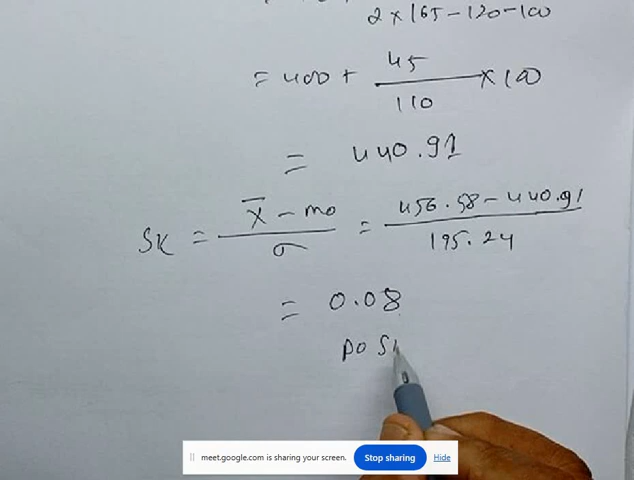 2 x 165 - 120 - 100
= 400 + 45/110 x 100
= 440.91
SK = (x̄ - mo)/σ = (456.58 - 440.91)/195.24
= 0.08
posi
meet.google.com is sharing your screen. Stop sharing Hide